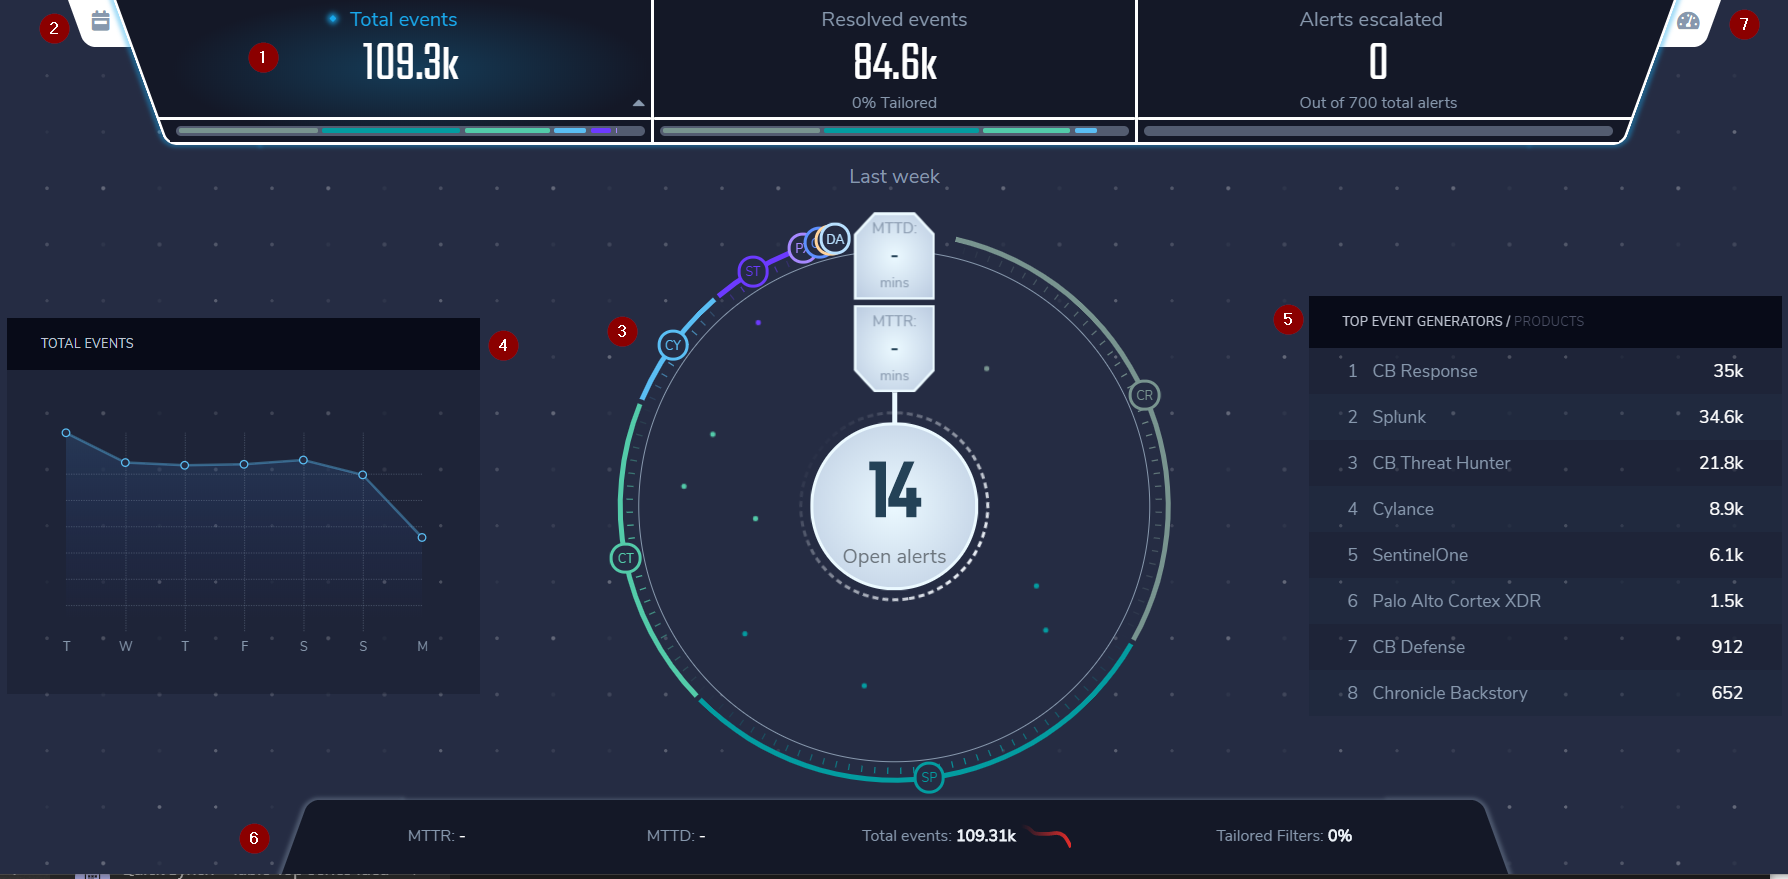 2
Total events
1
109.3k
Resolved events
84.6k
0% Tailored
Alerts escalated
0
Out of 700 total alerts
7
Last week
MTTD:
-
mins
MTTR:
-
mins
DA
ST
CY
CR
CT
SP
3
14
Open alerts
TOTAL EVENTS
4
T W T F S S M
5
TOP EVENT GENERATORS / PRODUCTS
1 CB Response 35k
2 Splunk 34.6k
3 CB Threat Hunter 21.8k
4 Cylance 8.9k
5 SentinelOne 6.1k
6 Palo Alto Cortex XDR 1.5k
7 CB Defense 912
8 Chronicle Backstory 652
6
MTTR: - MTTD: - Total events: 109.31k Tailored Filters: 0%